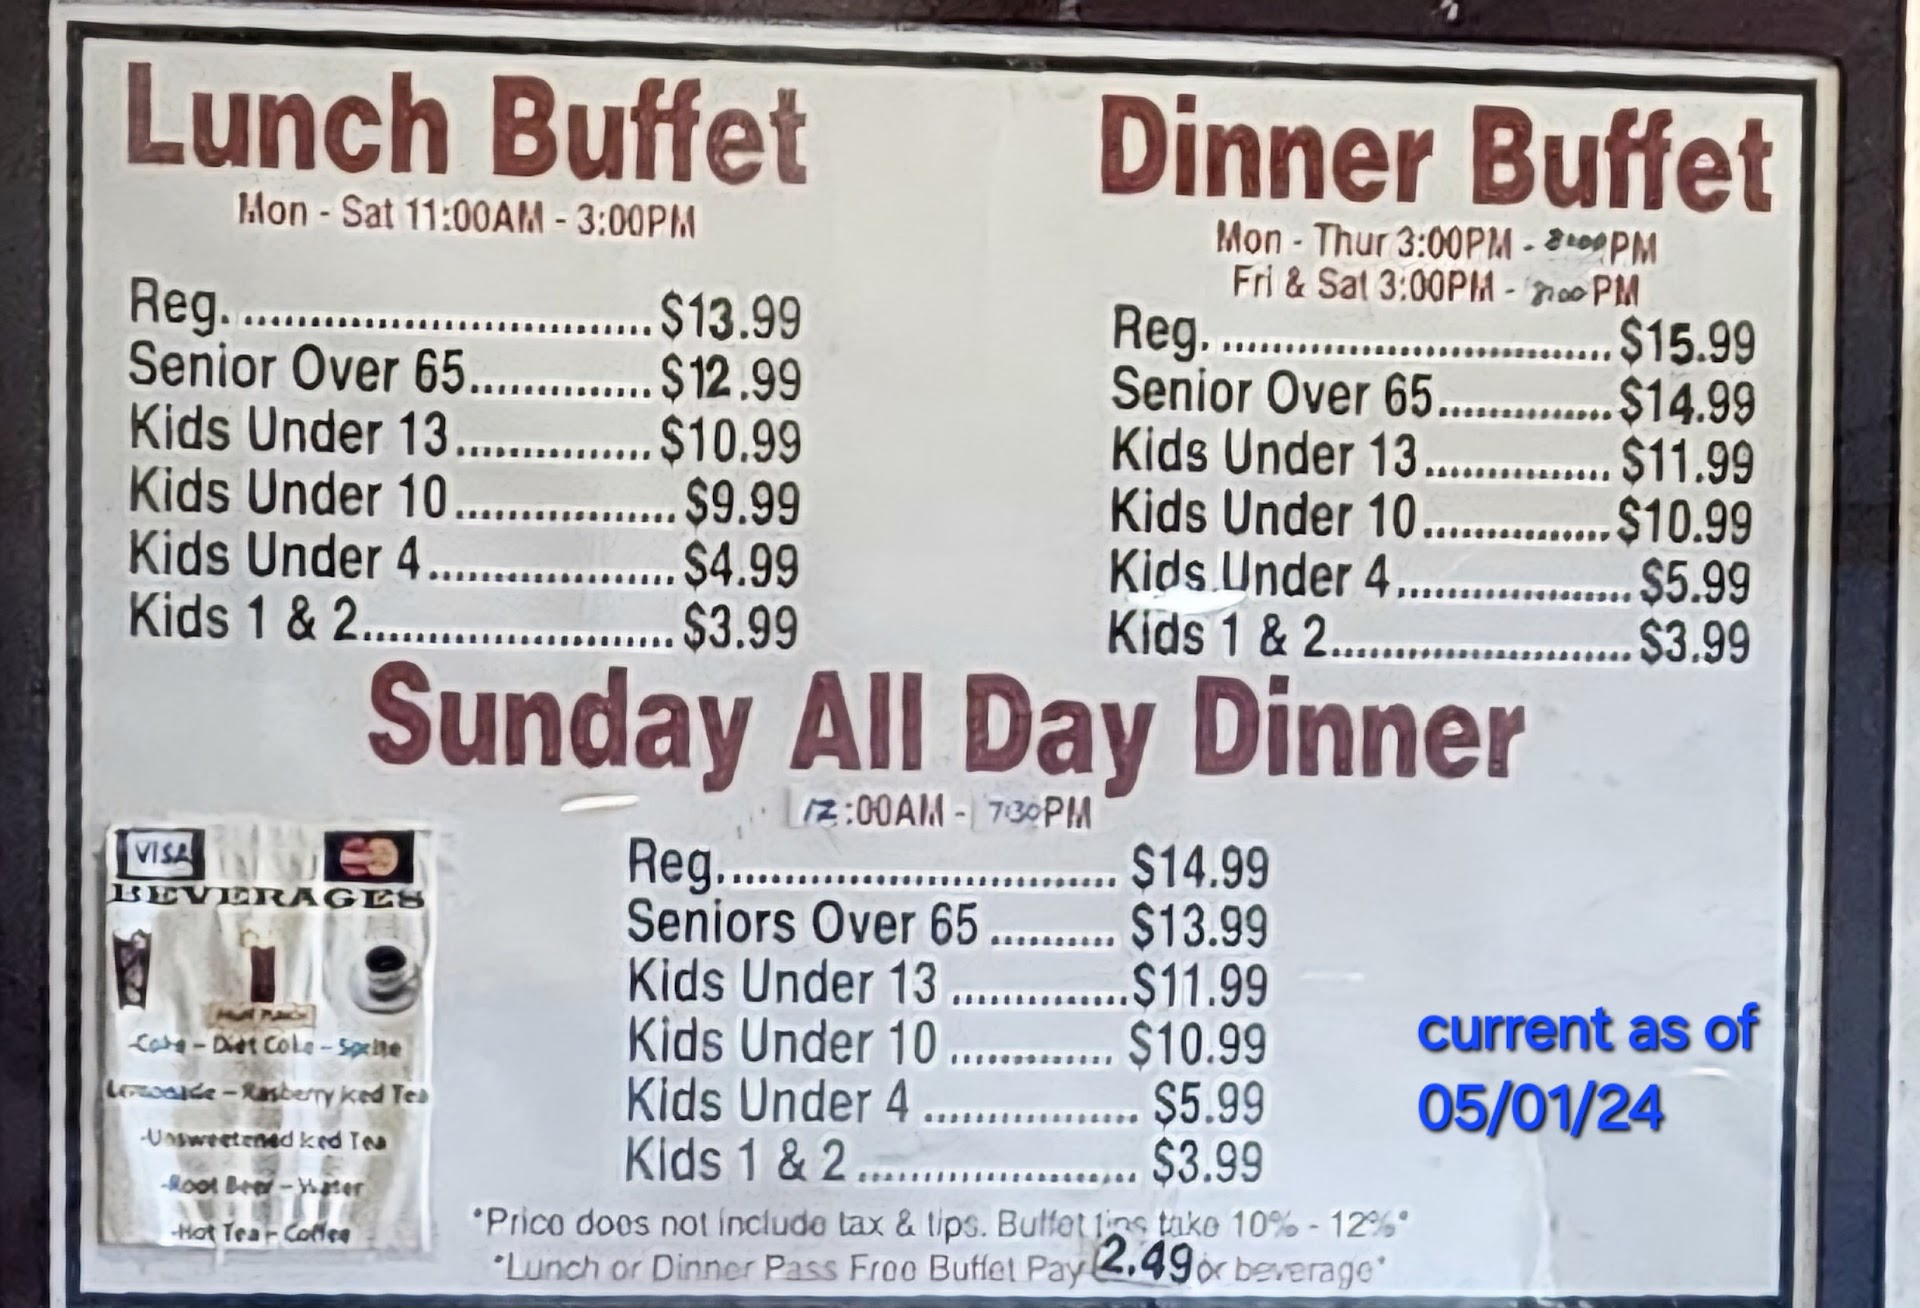 Lunch Buffet
Mon - Sat 11:00AM - 3:00PM
Reg. ............................... $13.99
Senior Over 65.............. $12.99
Kids Under 13............... $10.99
Kids Under 10................. $9.99
Kids Under 4................... $4.99
Kids 1 & 2........................ $3.99
Dinner Buffet
Mon - Thur 3:00PM - 8:00PM
Fri & Sat 3:00PM - 8:00PM
Reg. .............................. $15.99
Senior Over 65............. $14.99
Kids Under 13.............. $11.99
Kids Under 10.............. $10.99
Kids Under 4.................. $5.99
Kids 1 & 2....................... $3.99
Sunday All Day Dinner
12:00AM - 7:30PM
Reg.............................. $14.99
Seniors Over 65 .......... $13.99
Kids Under 13 .............. $11.99
Kids Under 10 ............. $10.99
Kids Under 4 ................. $5.99
Kids 1 & 2 ...................... $3.99
VISA
BEVERAGES
-Coke - Diet Coke - Sprite
Lemonade - Rasberry Iced Tea
-Unsweetened Iced Tea
-Root Beer - Water
-Hot Tea - Coffee
*Price does not include tax & tips. Buffet tips take 10% - 12%*
*Lunch or Dinner Pass Free Buffet Pay 2.49 or beverage*
current as of
05/01/24